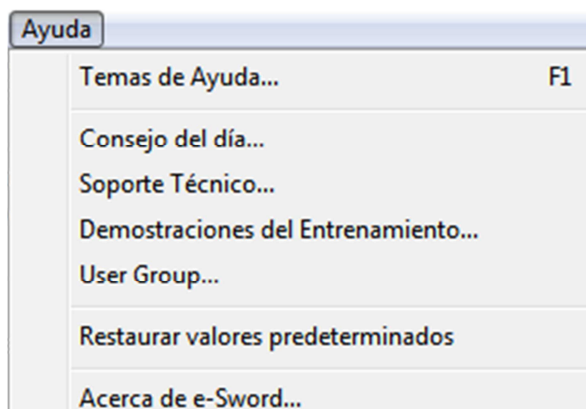 Ayuda
Temas de Ayuda... F1
Consejo del día...
Soporte Técnico...
Demostraciones del Entrenamiento...
User Group...
Restaurar valores predeterminados
Acerca de e-Sword...